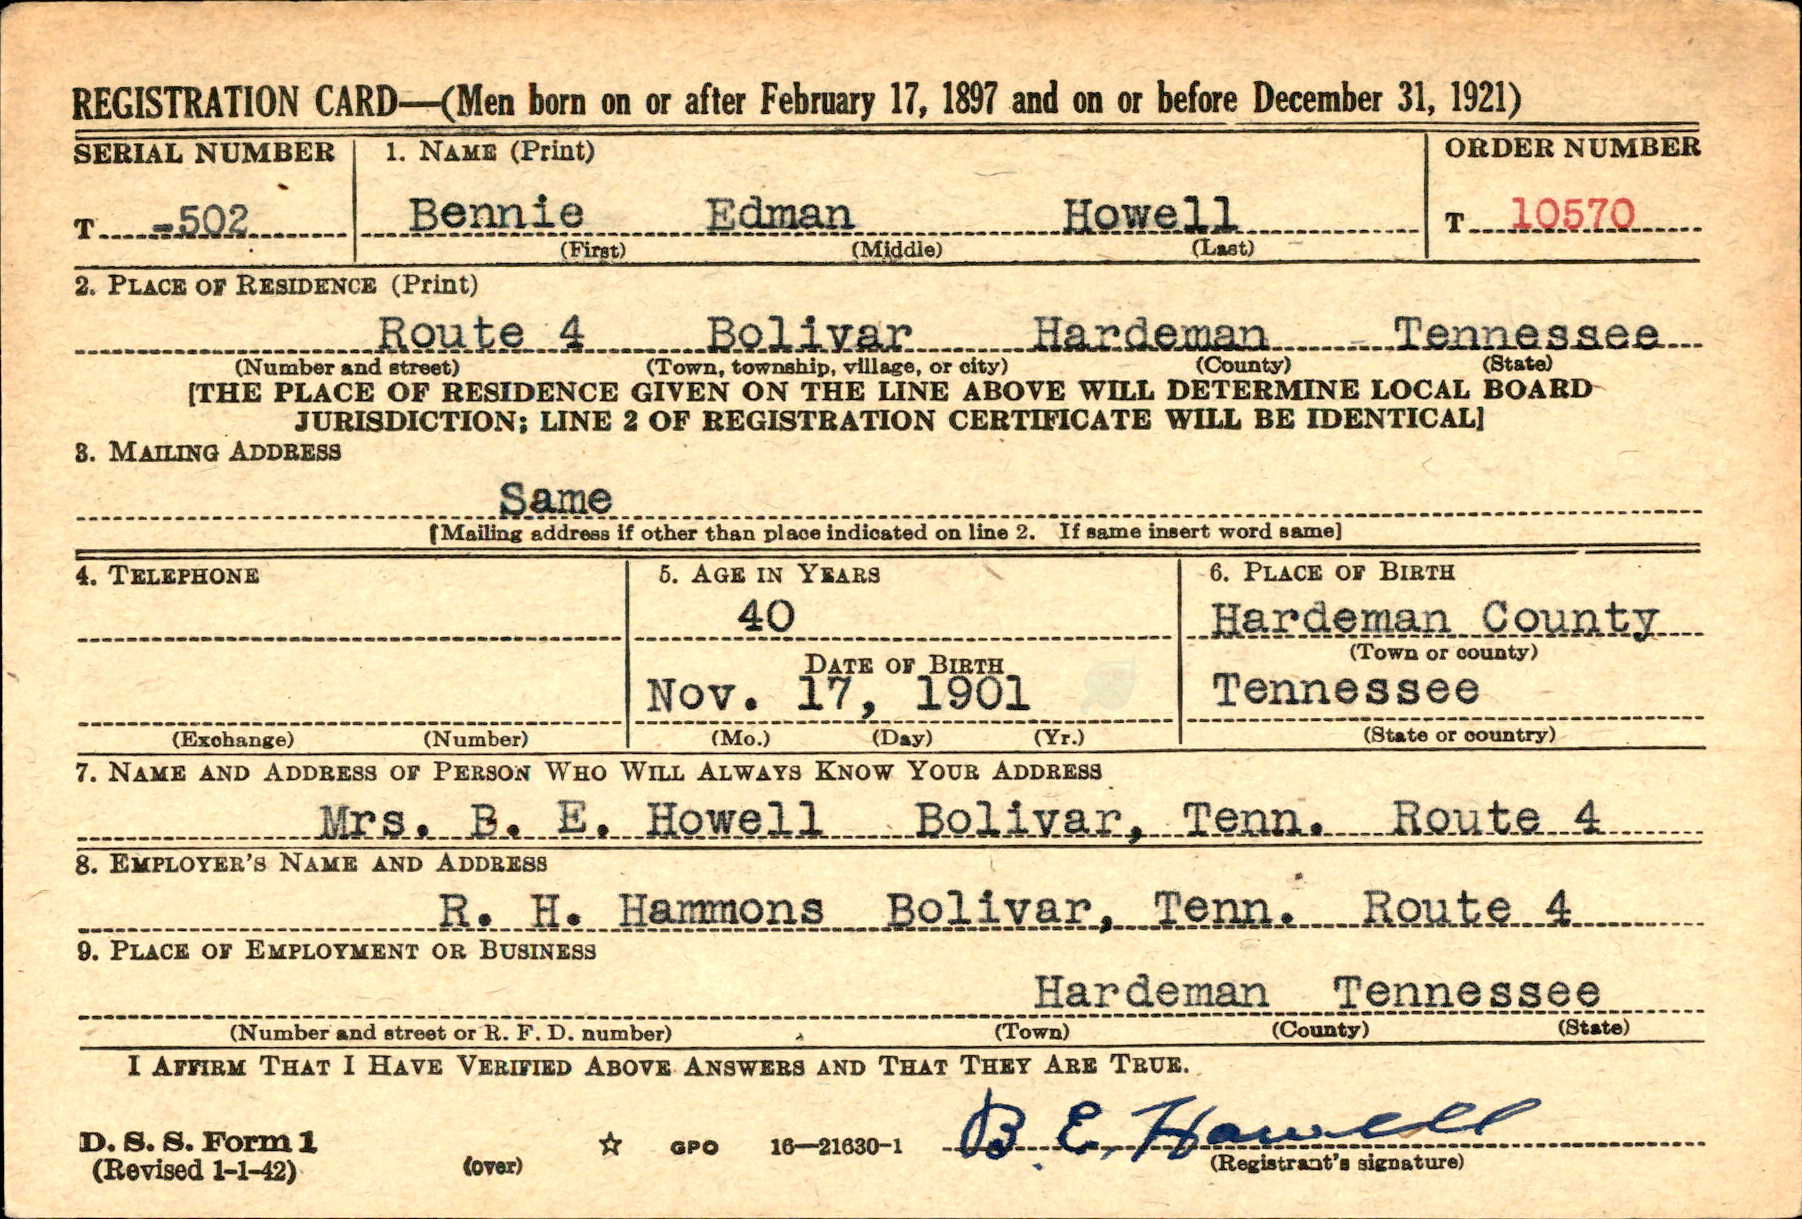 REGISTRATION CARD—(Men born on or after February 17, 1897 and on or before December 31, 1921)
SERIAL NUMBER 1. NAME (Print) ORDER NUMBER
T -502 Bennie Edman Howell T 10570
(First) (Middle) (Last)
2. PLACE OF RESIDENCE (Print)
Route 4 Bolivar Hardeman Tennessee
(Number and street) (Town, township, village, or city) (County) (State)
[THE PLACE OF RESIDENCE GIVEN ON THE LINE ABOVE WILL DETERMINE LOCAL BOARD
JURISDICTION; LINE 2 OF REGISTRATION CERTIFICATE WILL BE IDENTICAL]
3. MAILING ADDRESS
Same
[Mailing address if other than place indicated on line 2. If same insert word same]
4. TELEPHONE 5. AGE IN YEARS 6. PLACE OF BIRTH
40 Hardeman County
DATE OF BIRTH (Town or county)
Nov. 17, 1901 Tennessee
(Exchange) (Number) (Mo.) (Day) (Yr.) (State or country)
7. NAME AND ADDRESS OF PERSON WHO WILL ALWAYS KNOW YOUR ADDRESS
Mrs. B. E. Howell Bolivar, Tenn. Route 4
8. EMPLOYER'S NAME AND ADDRESS
R. H. Hammons Bolivar, Tenn. Route 4
9. PLACE OF EMPLOYMENT OR BUSINESS
Hardeman Tennessee
(Number and street or R. F. D. number) (Town) (County) (State)
I AFFIRM THAT I HAVE VERIFIED ABOVE ANSWERS AND THAT THEY ARE TRUE.
B. E. Howell
D. S. S. Form 1 ☆ GPO 16—21630-1
(Revised 1-1-42) (over) (Registrant's signature)